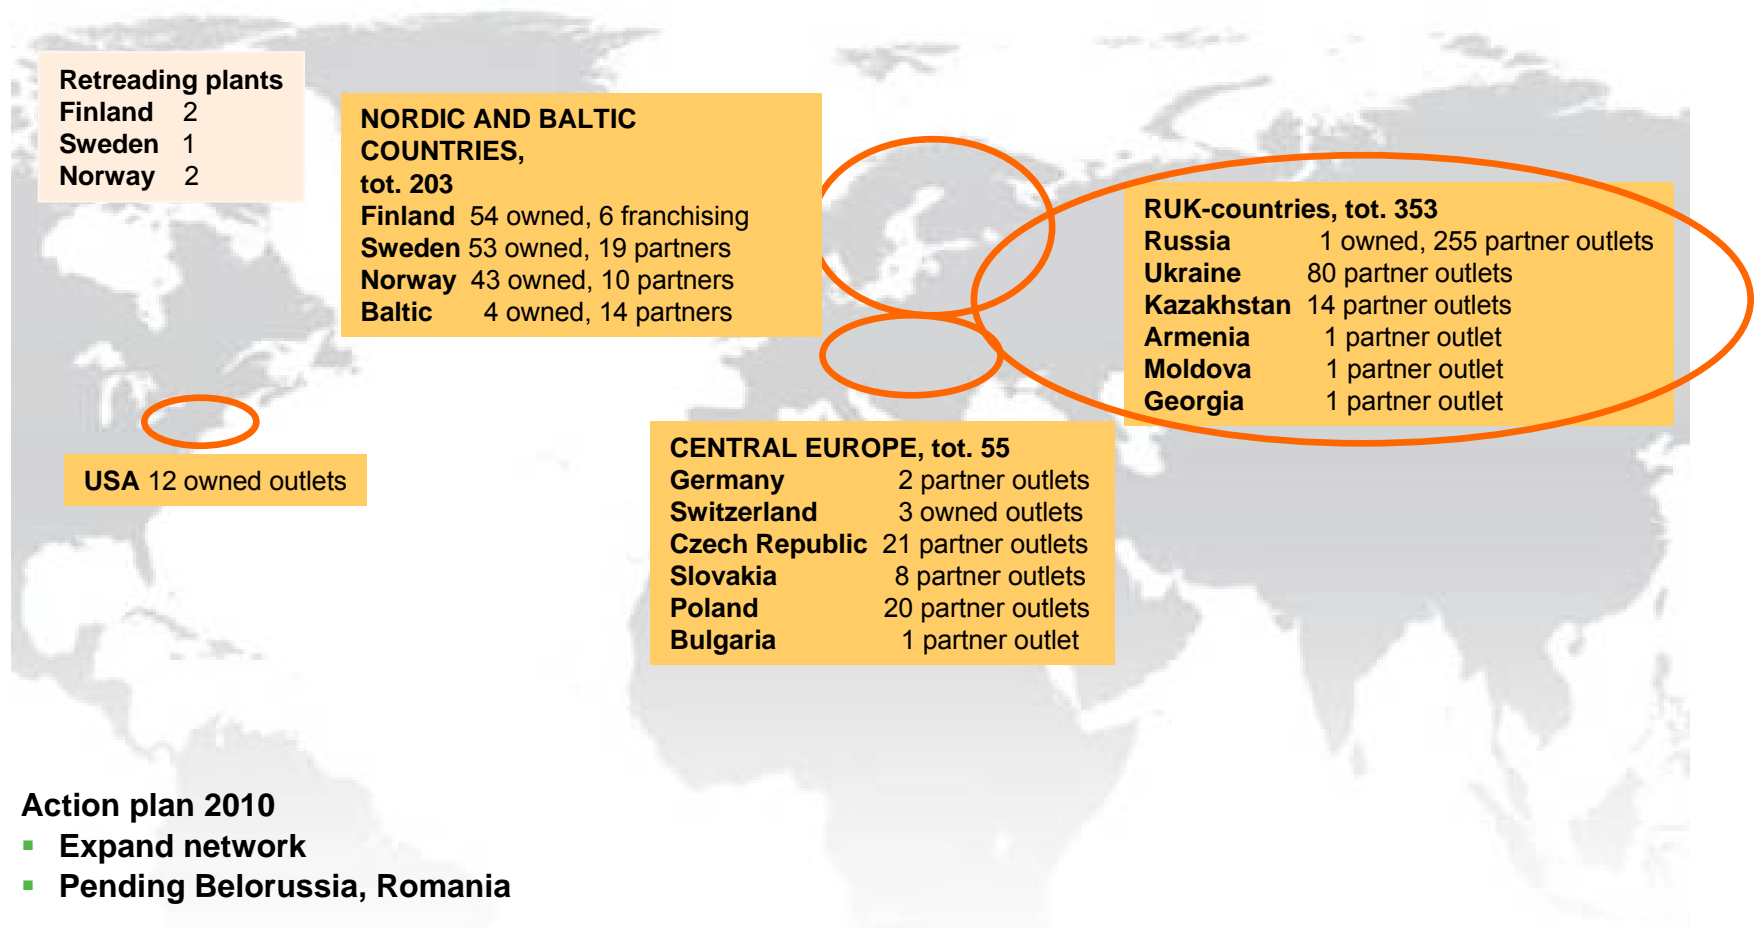 Retreading plants
Finland 2
Sweden 1
Norway 2
NORDIC AND BALTIC
COUNTRIES,
tot. 203
Finland 54 owned, 6 franchising
Sweden 53 owned, 19 partners
Norway 43 owned, 10 partners
Baltic 4 owned, 14 partners
RUK-countries, tot. 353
Russia 1 owned, 255 partner outlets
Ukraine 80 partner outlets
Kazakhstan 14 partner outlets
Armenia 1 partner outlet
Moldova 1 partner outlet
Georgia 1 partner outlet
USA 12 owned outlets
CENTRAL EUROPE, tot. 55
Germany 2 partner outlets
Switzerland 3 owned outlets
Czech Republic 21 partner outlets
Slovakia 8 partner outlets
Poland 20 partner outlets
Bulgaria 1 partner outlet
Action plan 2010
▪ Expand network
▪ Pending Belorussia, Romania